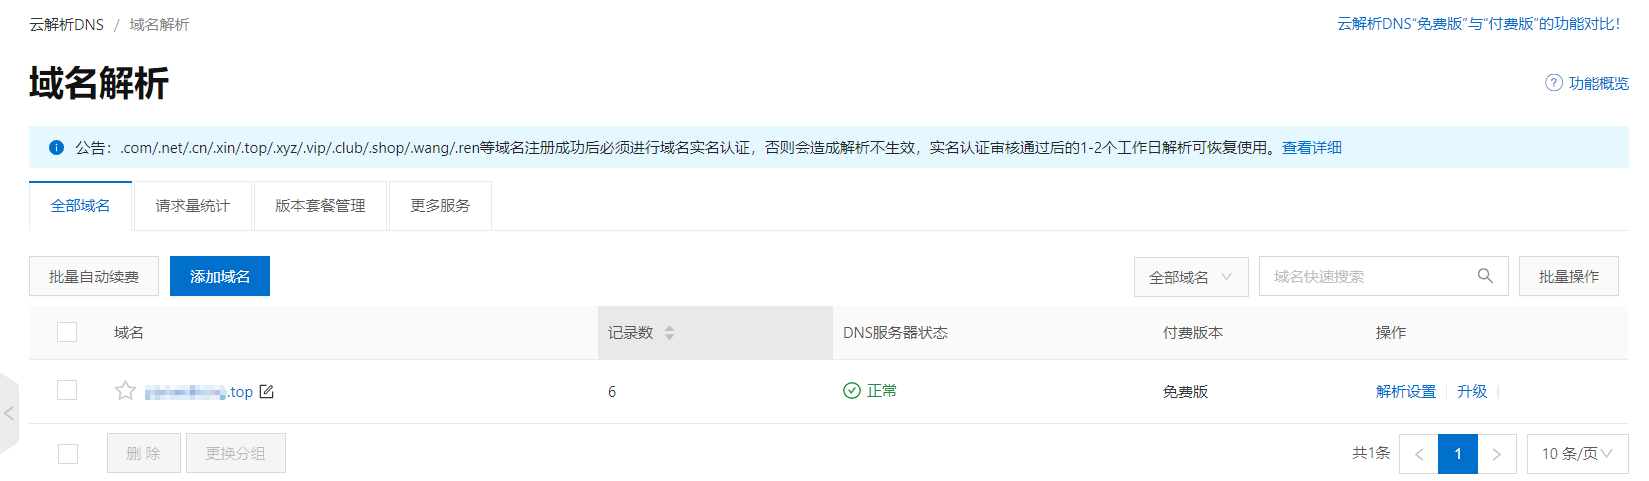 云解析DNS / 域名解析
云解析DNS“免费版”与“付费版”的功能对比！
域名解析
功能概览
公告：.com/.net/.cn/.xin/.top/.xyz/.vip/.club/.shop/.wang/.ren等域名注册成功后必须进行域名实名认证，否则会造成解析不生效，实名认证审核通过后的1-2个工作日解析可恢复使用。查看详细
全部域名 请求量统计 版本套餐管理 更多服务
批量自动续费 添加域名 全部域名 域名快速搜索 批量操作
域名 记录数 DNS服务器状态 付费版本 操作
.top 6 正常 免费版 解析设置 升级
删 除 更换分组 共1条 1 10 条/页